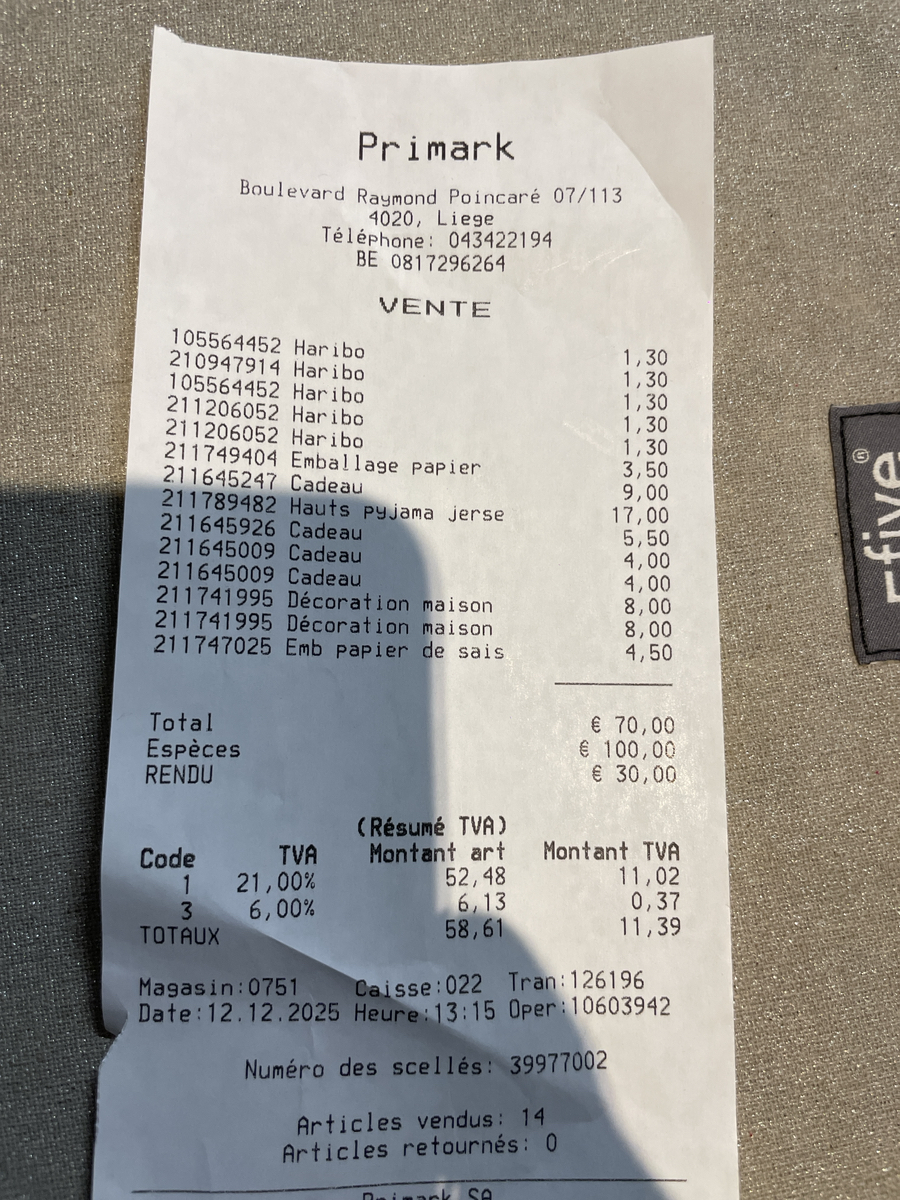 Primark
Boulevard Raymond Poincaré 07/113
4020, Liege
Téléphone: 043422194
BE 0817296264
VENTE
105564452 Haribo 1,30
210947914 Haribo 1,30
105564452 Haribo 1,30
211206052 Haribo 1,30
211206052 Haribo 1,30
211749404 Emballage papier 3,50
211645247 Cadeau 9,00
211789482 Hauts pyjama jerse 17,00
211645926 Cadeau 5,50
211645009 Cadeau 4,00
211645009 Cadeau 4,00
211741995 Décoration maison 8,00
211741995 Décoration maison 8,00
211747025 Emb papier de sais 4,50
Total € 70,00
Espèces € 100,00
RENDU € 30,00
(Résumé TVA)
Code TVA Montant art Montant TVA
1 21,00% 52,48 11,02
3 6,00% 6,13 0,37
TOTAUX 58,61 11,39
Magasin:0751 Caisse:022 Tran:126196
Date:12.12.2025 Heure:13:15 Oper:10603942
Numéro des scellés: 39977002
Articles vendus: 14
Articles retournés: 0
Primark SA